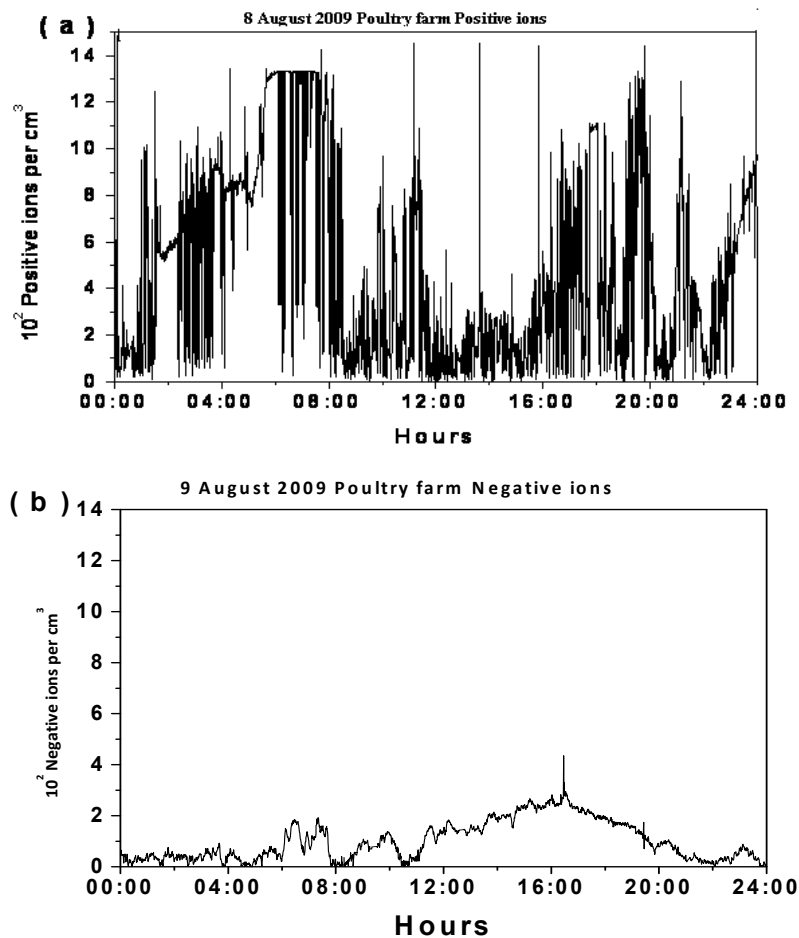 8 August 2009 Poultry farm Positive ions
( a )
14
12
10
8
6
4
2
0
10² Positive ions per cm³
00:00 04:00 08:00 12:00 16:00 20:00 24:00
Hours
9 August 2009 Poultry farm Negative ions
( b )
14
12
10
8
6
4
2
0
10² Negative ions per cm³
00:00 04:00 08:00 12:00 16:00 20:00 24:00
Hours